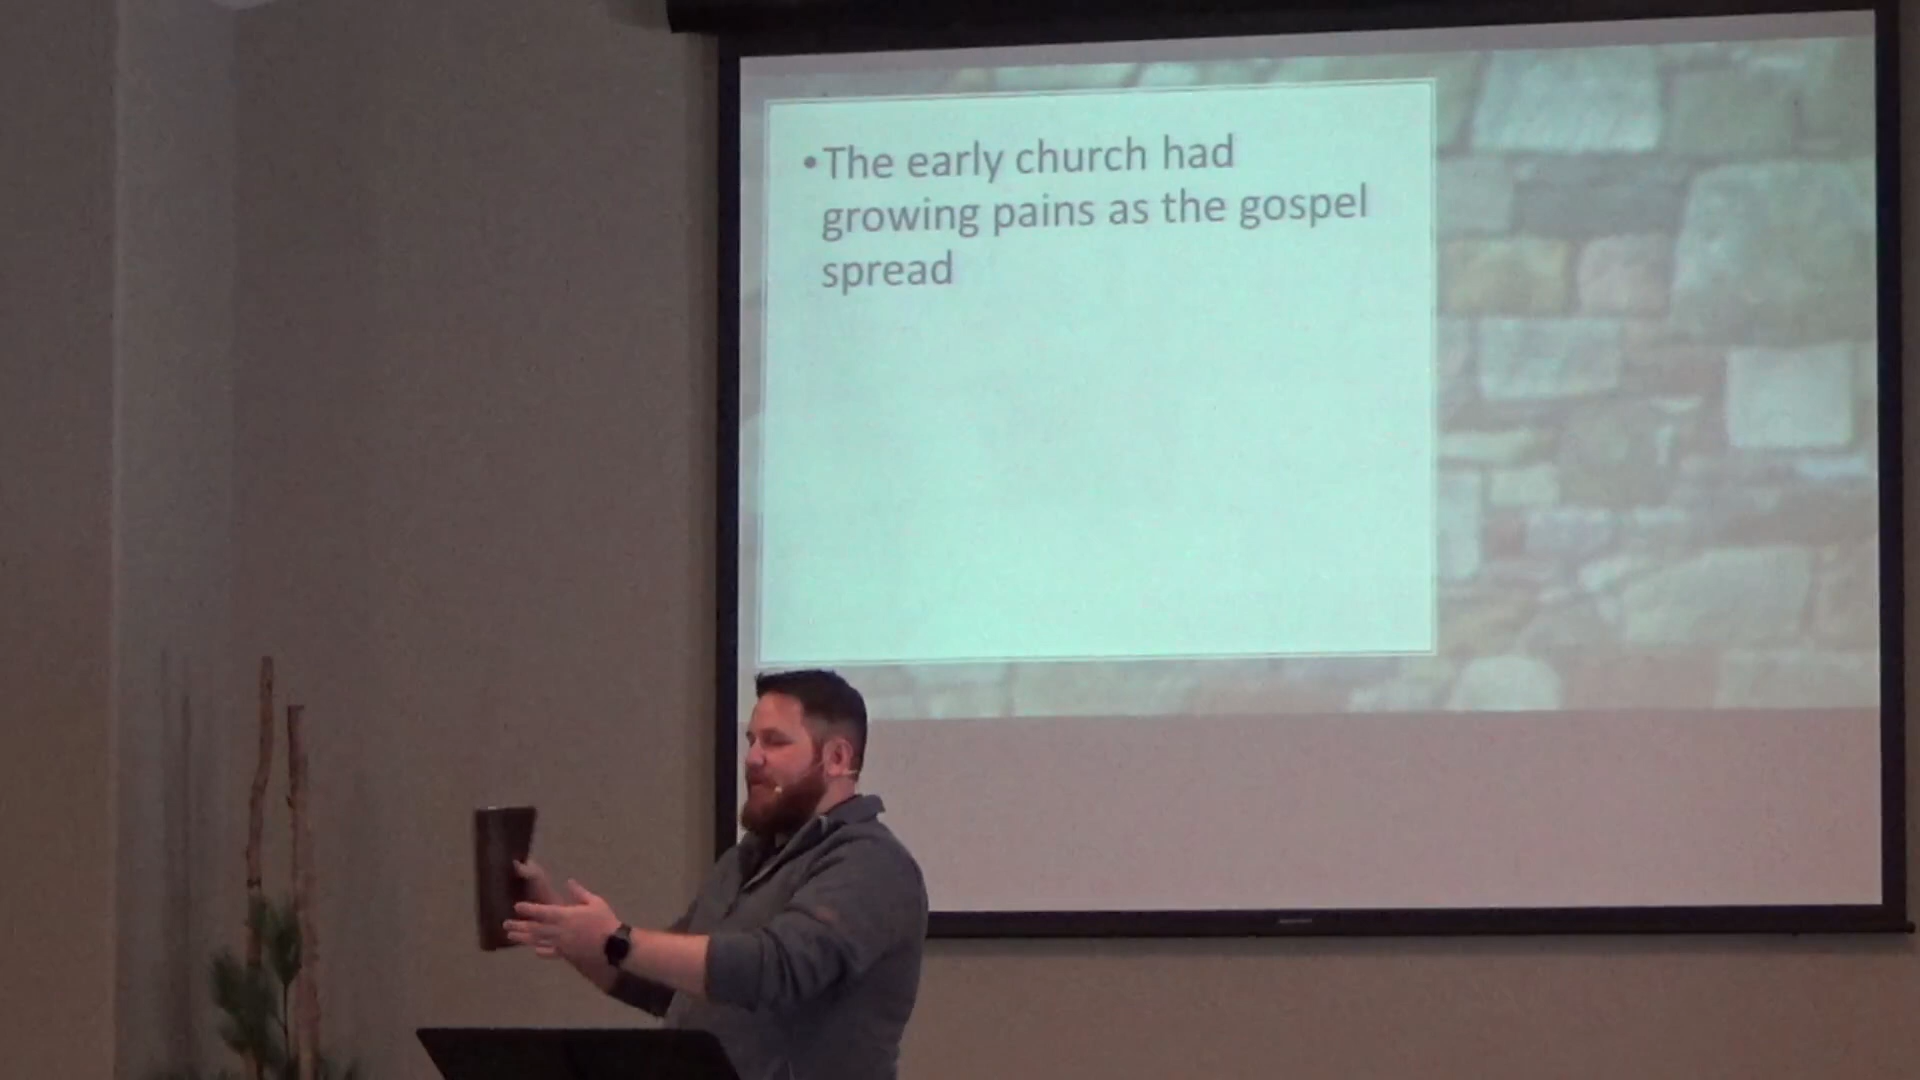 •The early church had
growing pains as the gospel
spread